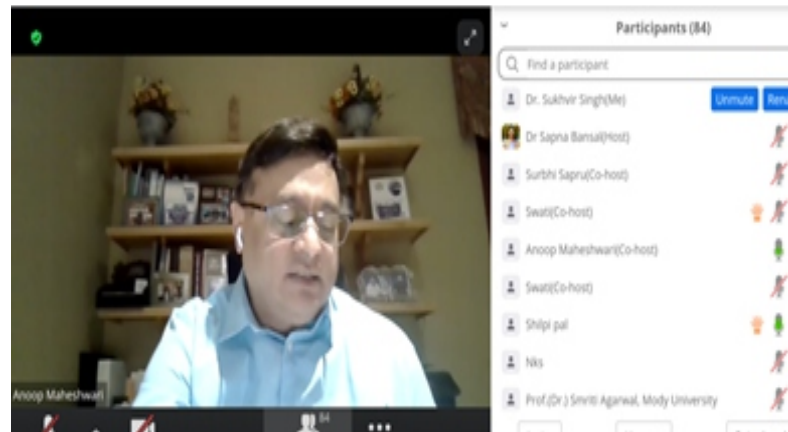 Participants (84)
Find a participant
Dr. Sukhvir Singh(Me)
Unmute
Dr Sapna Bansal(Host)
Surbhi Sapru(Co-host)
Swati(Co-host)
Anoop Maheshwari(Co-host)
Swati(Co-host)
Shilpi pal
Nks
Prof.(Dr.) Smriti Agarwal, Mody University
Anoop Maheshwari
84